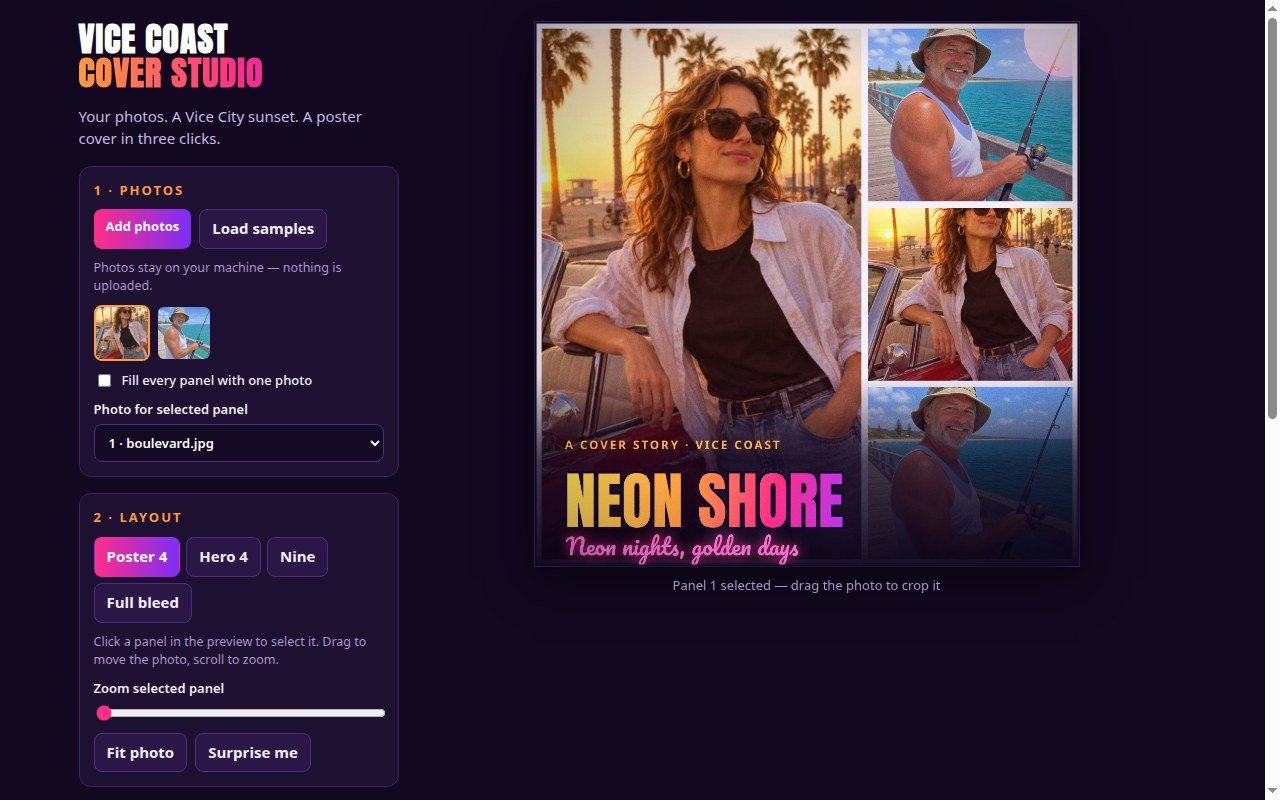 VICE COAST
COVER STUDIO
Your photos. A Vice City sunset. A poster
cover in three clicks.
1 · PHOTOS
Add photos
Load samples
Photos stay on your machine — nothing is
uploaded.
Fill every panel with one photo
Photo for selected panel
1 · boulevard.jpg
2 · LAYOUT
Poster 4
Hero 4
Nine
Full bleed
Click a panel in the preview to select it. Drag to
move the photo, scroll to zoom.
Zoom selected panel
Fit photo
Surprise me
A COVER STORY · VICE COAST
NEON SHORE
Neon nights, golden days
Panel 1 selected — drag the photo to crop it